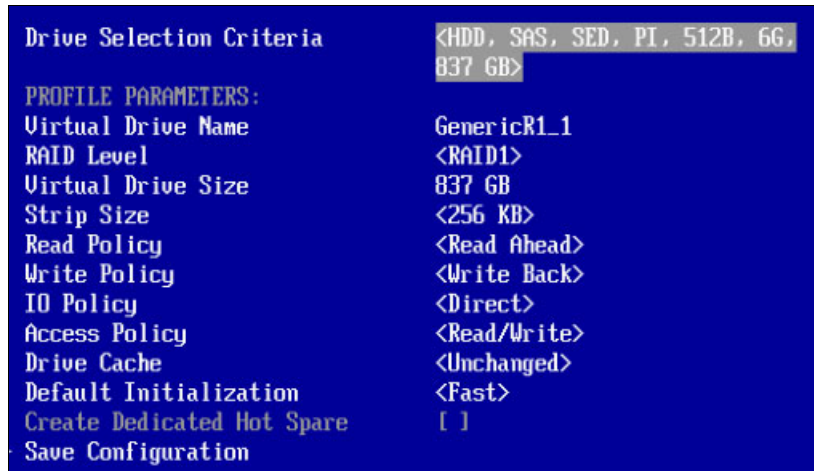 Drive Selection Criteria <HDD, SAS, SED, PI, 512B, 6G,
837 GB>
PROFILE PARAMETERS:
Virtual Drive Name GenericR1_1
RAID Level <RAID1>
Virtual Drive Size 837 GB
Strip Size <256 KB>
Read Policy <Read Ahead>
Write Policy <Write Back>
IO Policy <Direct>
Access Policy <Read/Write>
Drive Cache <Unchanged>
Default Initialization <Fast>
Create Dedicated Hot Spare [ ]
Save Configuration